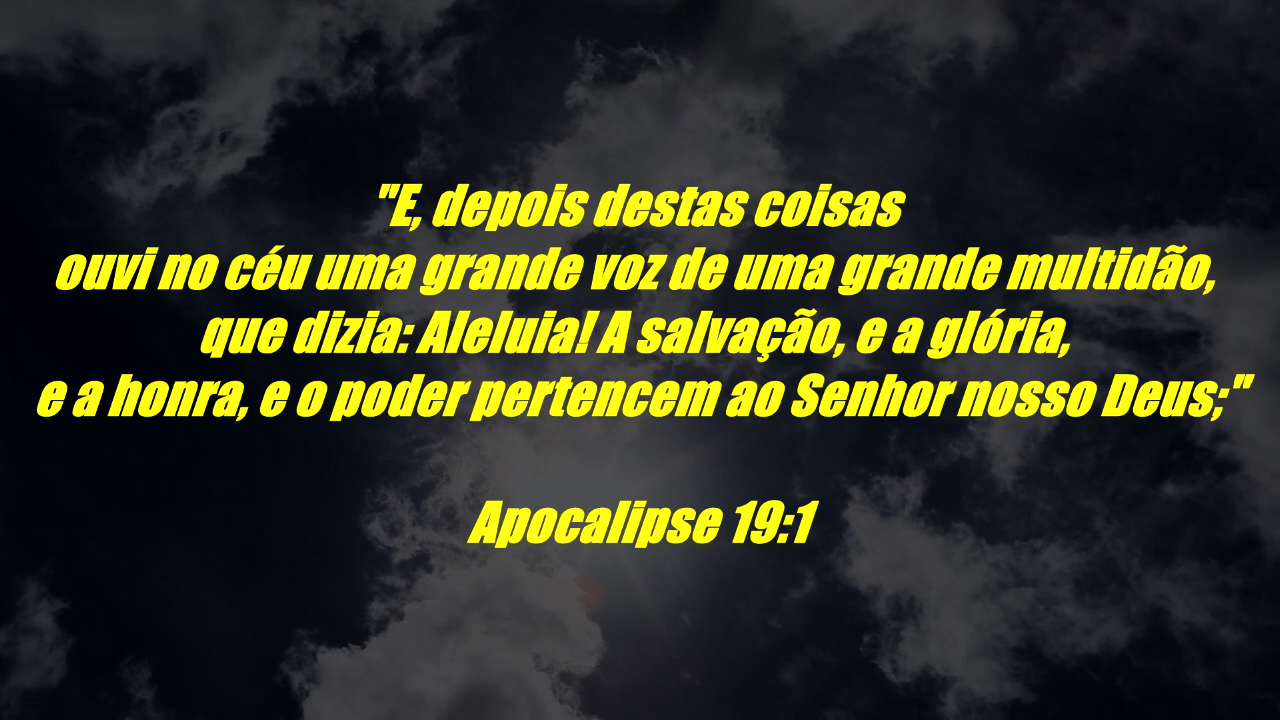 "E, depois destas coisas
ouvi no céu uma grande voz de uma grande multidão,
que dizia: Aleluia! A salvação, e a glória,
e a honra, e o poder pertencem ao Senhor nosso Deus;"
Apocalipse 19:1